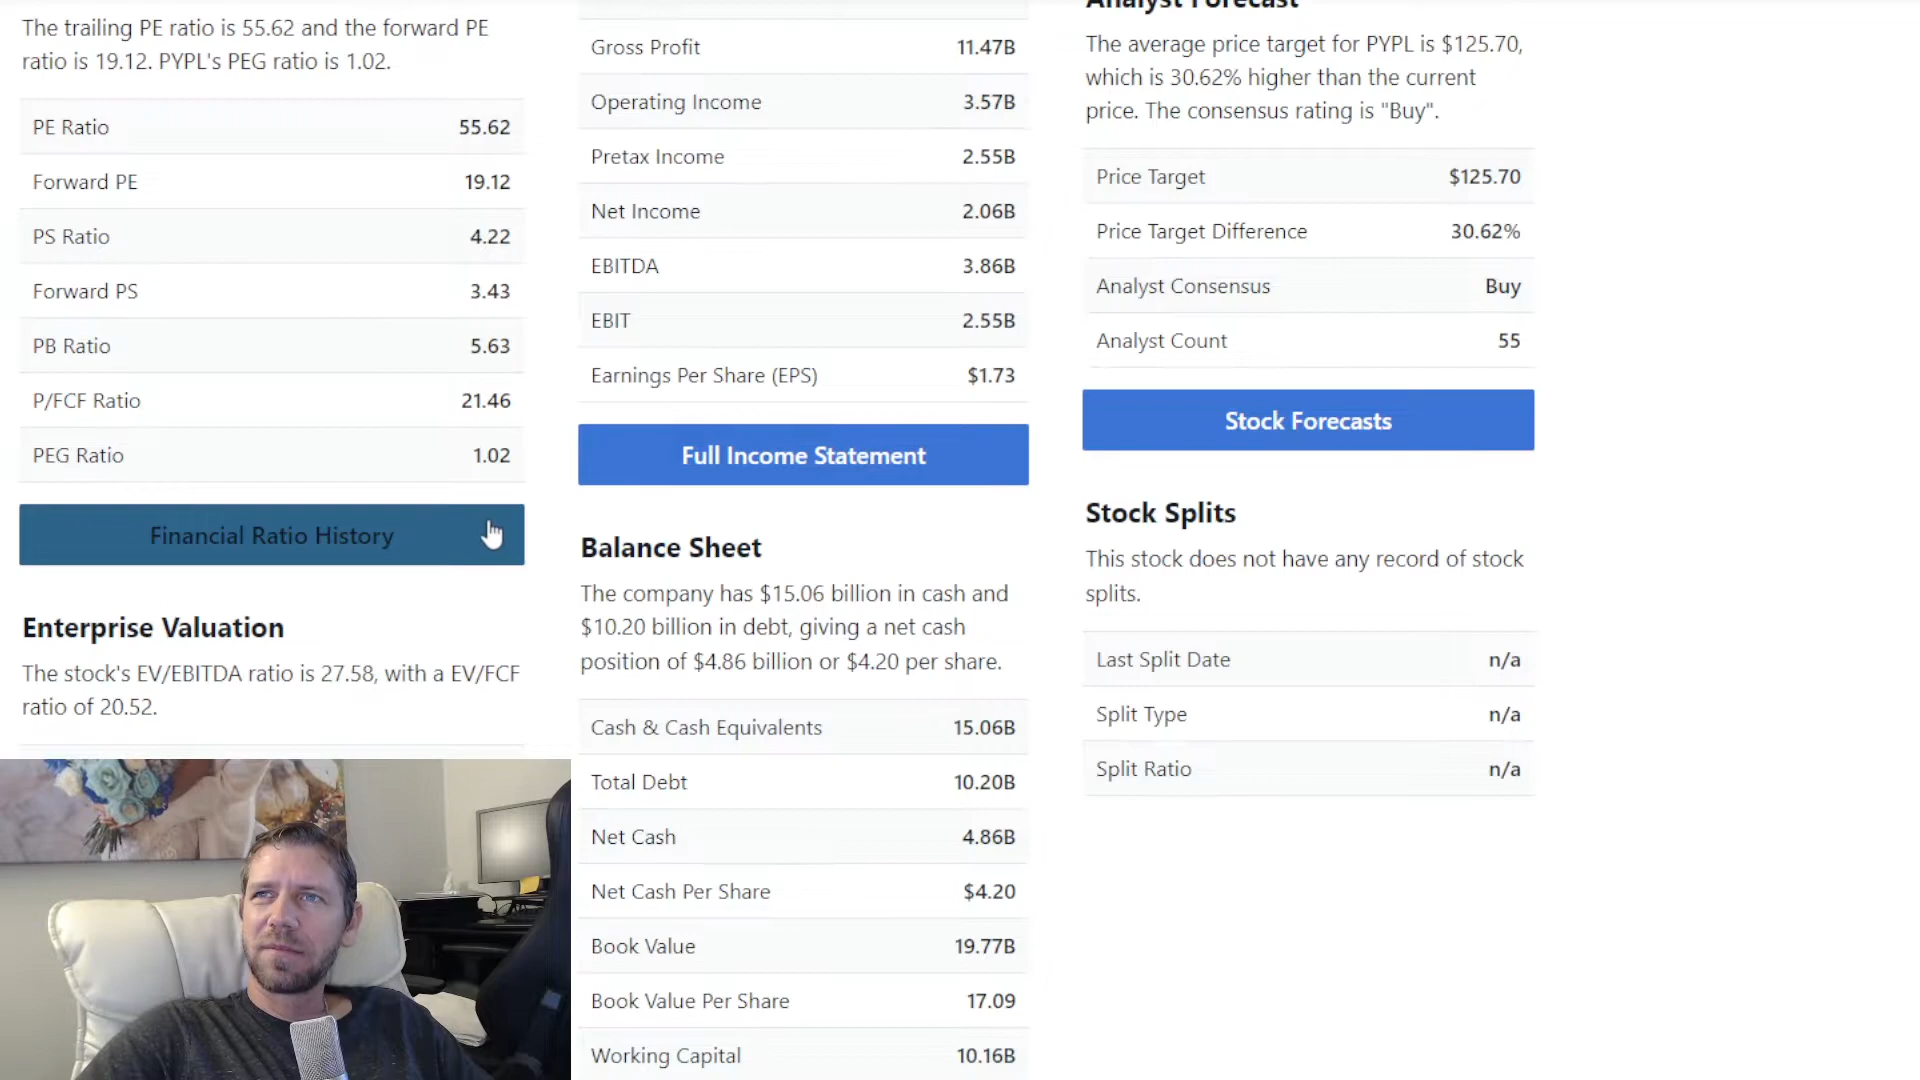 The trailing PE ratio is 55.62 and the forward PE
ratio is 19.12. PYPL's PEG ratio is 1.02.
PE Ratio 55.62
Forward PE 19.12
PS Ratio 4.22
Forward PS 3.43
PB Ratio 5.63
P/FCF Ratio 21.46
PEG Ratio 1.02
Financial Ratio History
Enterprise Valuation
The stock's EV/EBITDA ratio is 27.58, with a EV/FCF
ratio of 20.52.
Gross Profit 11.47B
Operating Income 3.57B
Pretax Income 2.55B
Net Income 2.06B
EBITDA 3.86B
EBIT 2.55B
Earnings Per Share (EPS) $1.73
Full Income Statement
Balance Sheet
The company has $15.06 billion in cash and
$10.20 billion in debt, giving a net cash
position of $4.86 billion or $4.20 per share.
Cash & Cash Equivalents 15.06B
Total Debt 10.20B
Net Cash 4.86B
Net Cash Per Share $4.20
Book Value 19.77B
Book Value Per Share 17.09
Working Capital 10.16B
Analyst Forecast
The average price target for PYPL is $125.70,
which is 30.62% higher than the current
price. The consensus rating is "Buy".
Price Target $125.70
Price Target Difference 30.62%
Analyst Consensus Buy
Analyst Count 55
Stock Forecasts
Stock Splits
This stock does not have any record of stock
splits.
Last Split Date n/a
Split Type n/a
Split Ratio n/a